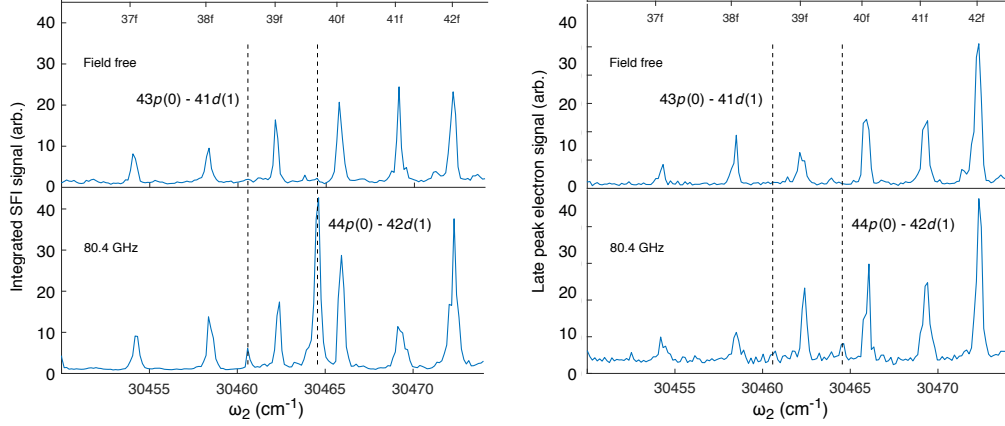 37f 38f 39f 40f 41f 42f
40
30
20
10
0
Field free
43p(0) - 41d(1)
40
30
20
10
0
80.4 GHz
44p(0) - 42d(1)
Integrated SFI signal (arb.)
30455 30460 30465 30470
ω2 (cm-1)
37f 38f 39f 40f 41f 42f
40
30
20
10
0
Field free
43p(0) - 41d(1)
40
30
20
10
0
80.4 GHz
44p(0) - 42d(1)
Late peak electron signal (arb.)
30455 30460 30465 30470
ω2 (cm-1)